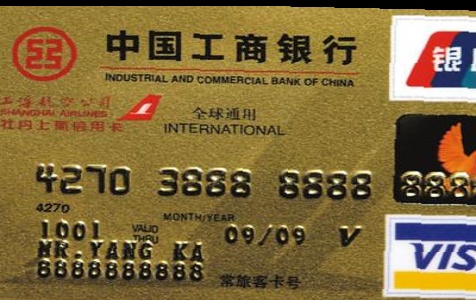 中国工商银行
INDUSTRIAL AND COMMERCIAL BANK OF CHINA
银
上海航空公司
SHANGHAI AIRLINES
牡丹上航信用卡
全球通用
INTERNATIONAL
4270 3888 8888 888
4270
MONTH/YEAR
1001 VALID THRU 09/09 V
MR.YANG KA
8888888888 常旅客卡号
VIS